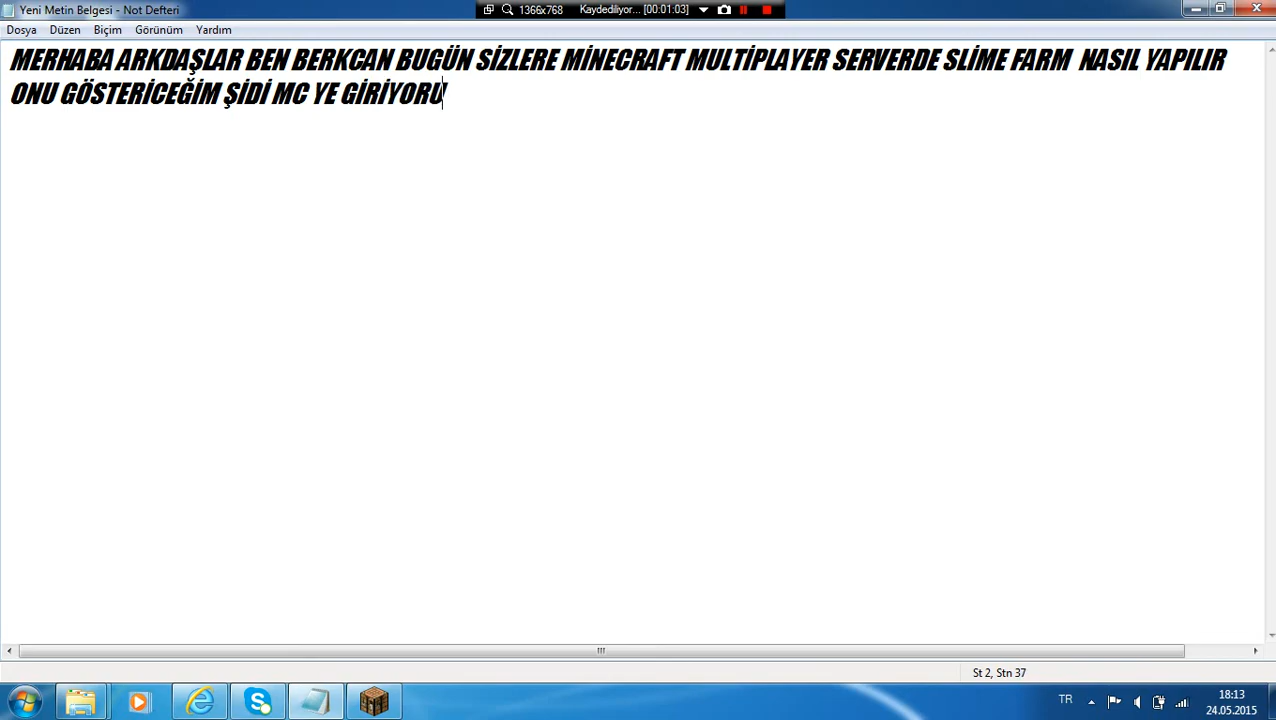 Yeni Metin Belgesi - Not Defteri
1366x768 Kaydediliyor... [00:01:03]
Dosya Düzen Biçim Görünüm Yardım
MERHABA ARKDAŞLAR BEN BERKCAN BUGÜN SİZLERE MİNECRAFT MULTİPLAYER SERVERDE SLİME FARM NASIL YAPILIR
ONU GÖSTERİCEĞİM ŞİDİ MC YE GİRİYORU
St 2, Stn 37
TR
18:13
24.05.2015